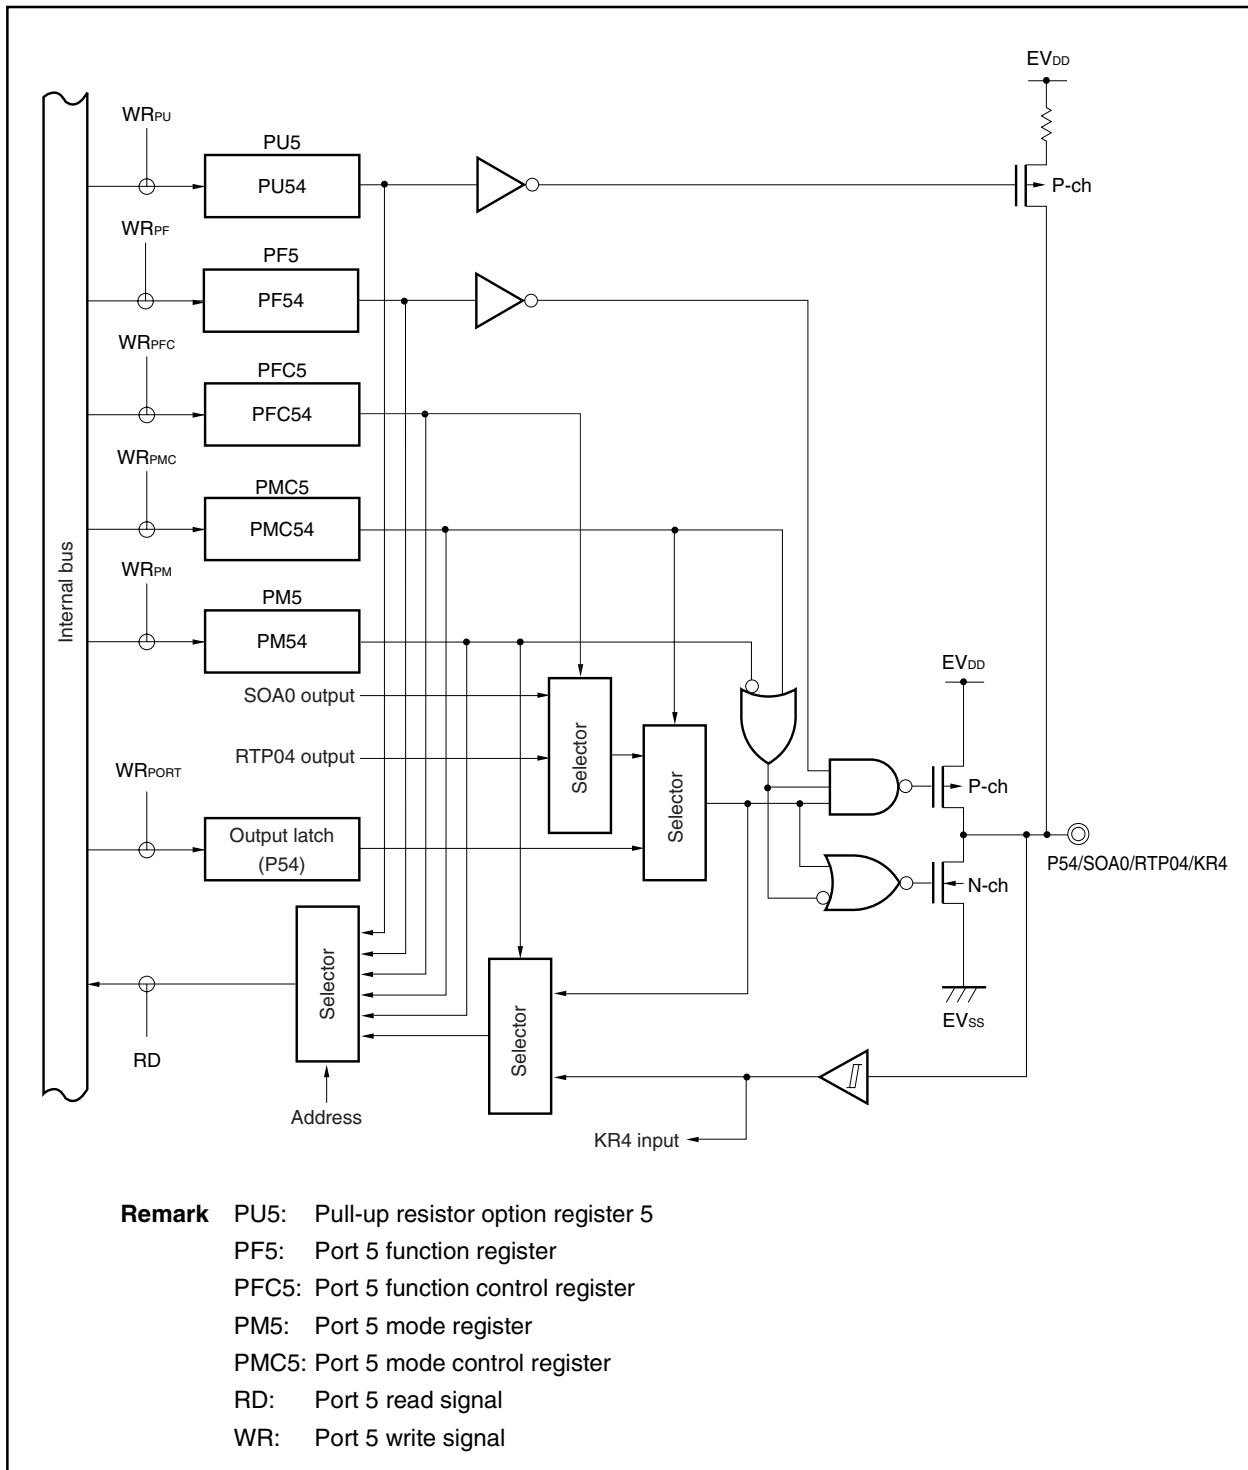 EVDD
WRPU
PU5
PU54
P-ch
WRPF
PF5
PF54
WRPFC
PFC5
PFC54
WRPMC
PMC5
PMC54
Internal bus
WRPM
PM5
PM54
EVDD
SOA0 output
Selector
RTP04 output
Selector
P-ch
WRPORT
Output latch
(P54)
P54/SOA0/RTP04/KR4
N-ch
Selector
Selector
EVSS
RD
Address
KR4 input
Remark PU5: Pull-up resistor option register 5
PF5: Port 5 function register
PFC5: Port 5 function control register
PM5: Port 5 mode register
PMC5: Port 5 mode control register
RD: Port 5 read signal
WR: Port 5 write signal